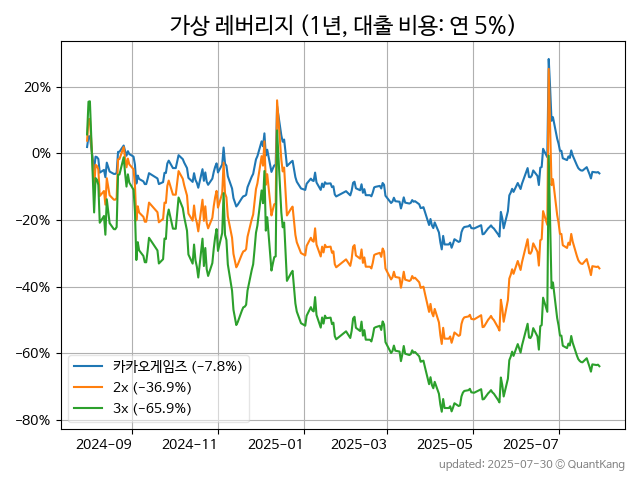 가상 레버리지 (1년, 대출 비용: 연 5%)
20%
0%
−20%
−40%
−60%
−80%
카카오게임즈 (−7.8%)
2x (−36.9%)
3x (−65.9%)
2024-09 2024-11 2025-01 2025-03 2025-05 2025-07
updated: 2025-07-30 © QuantKang